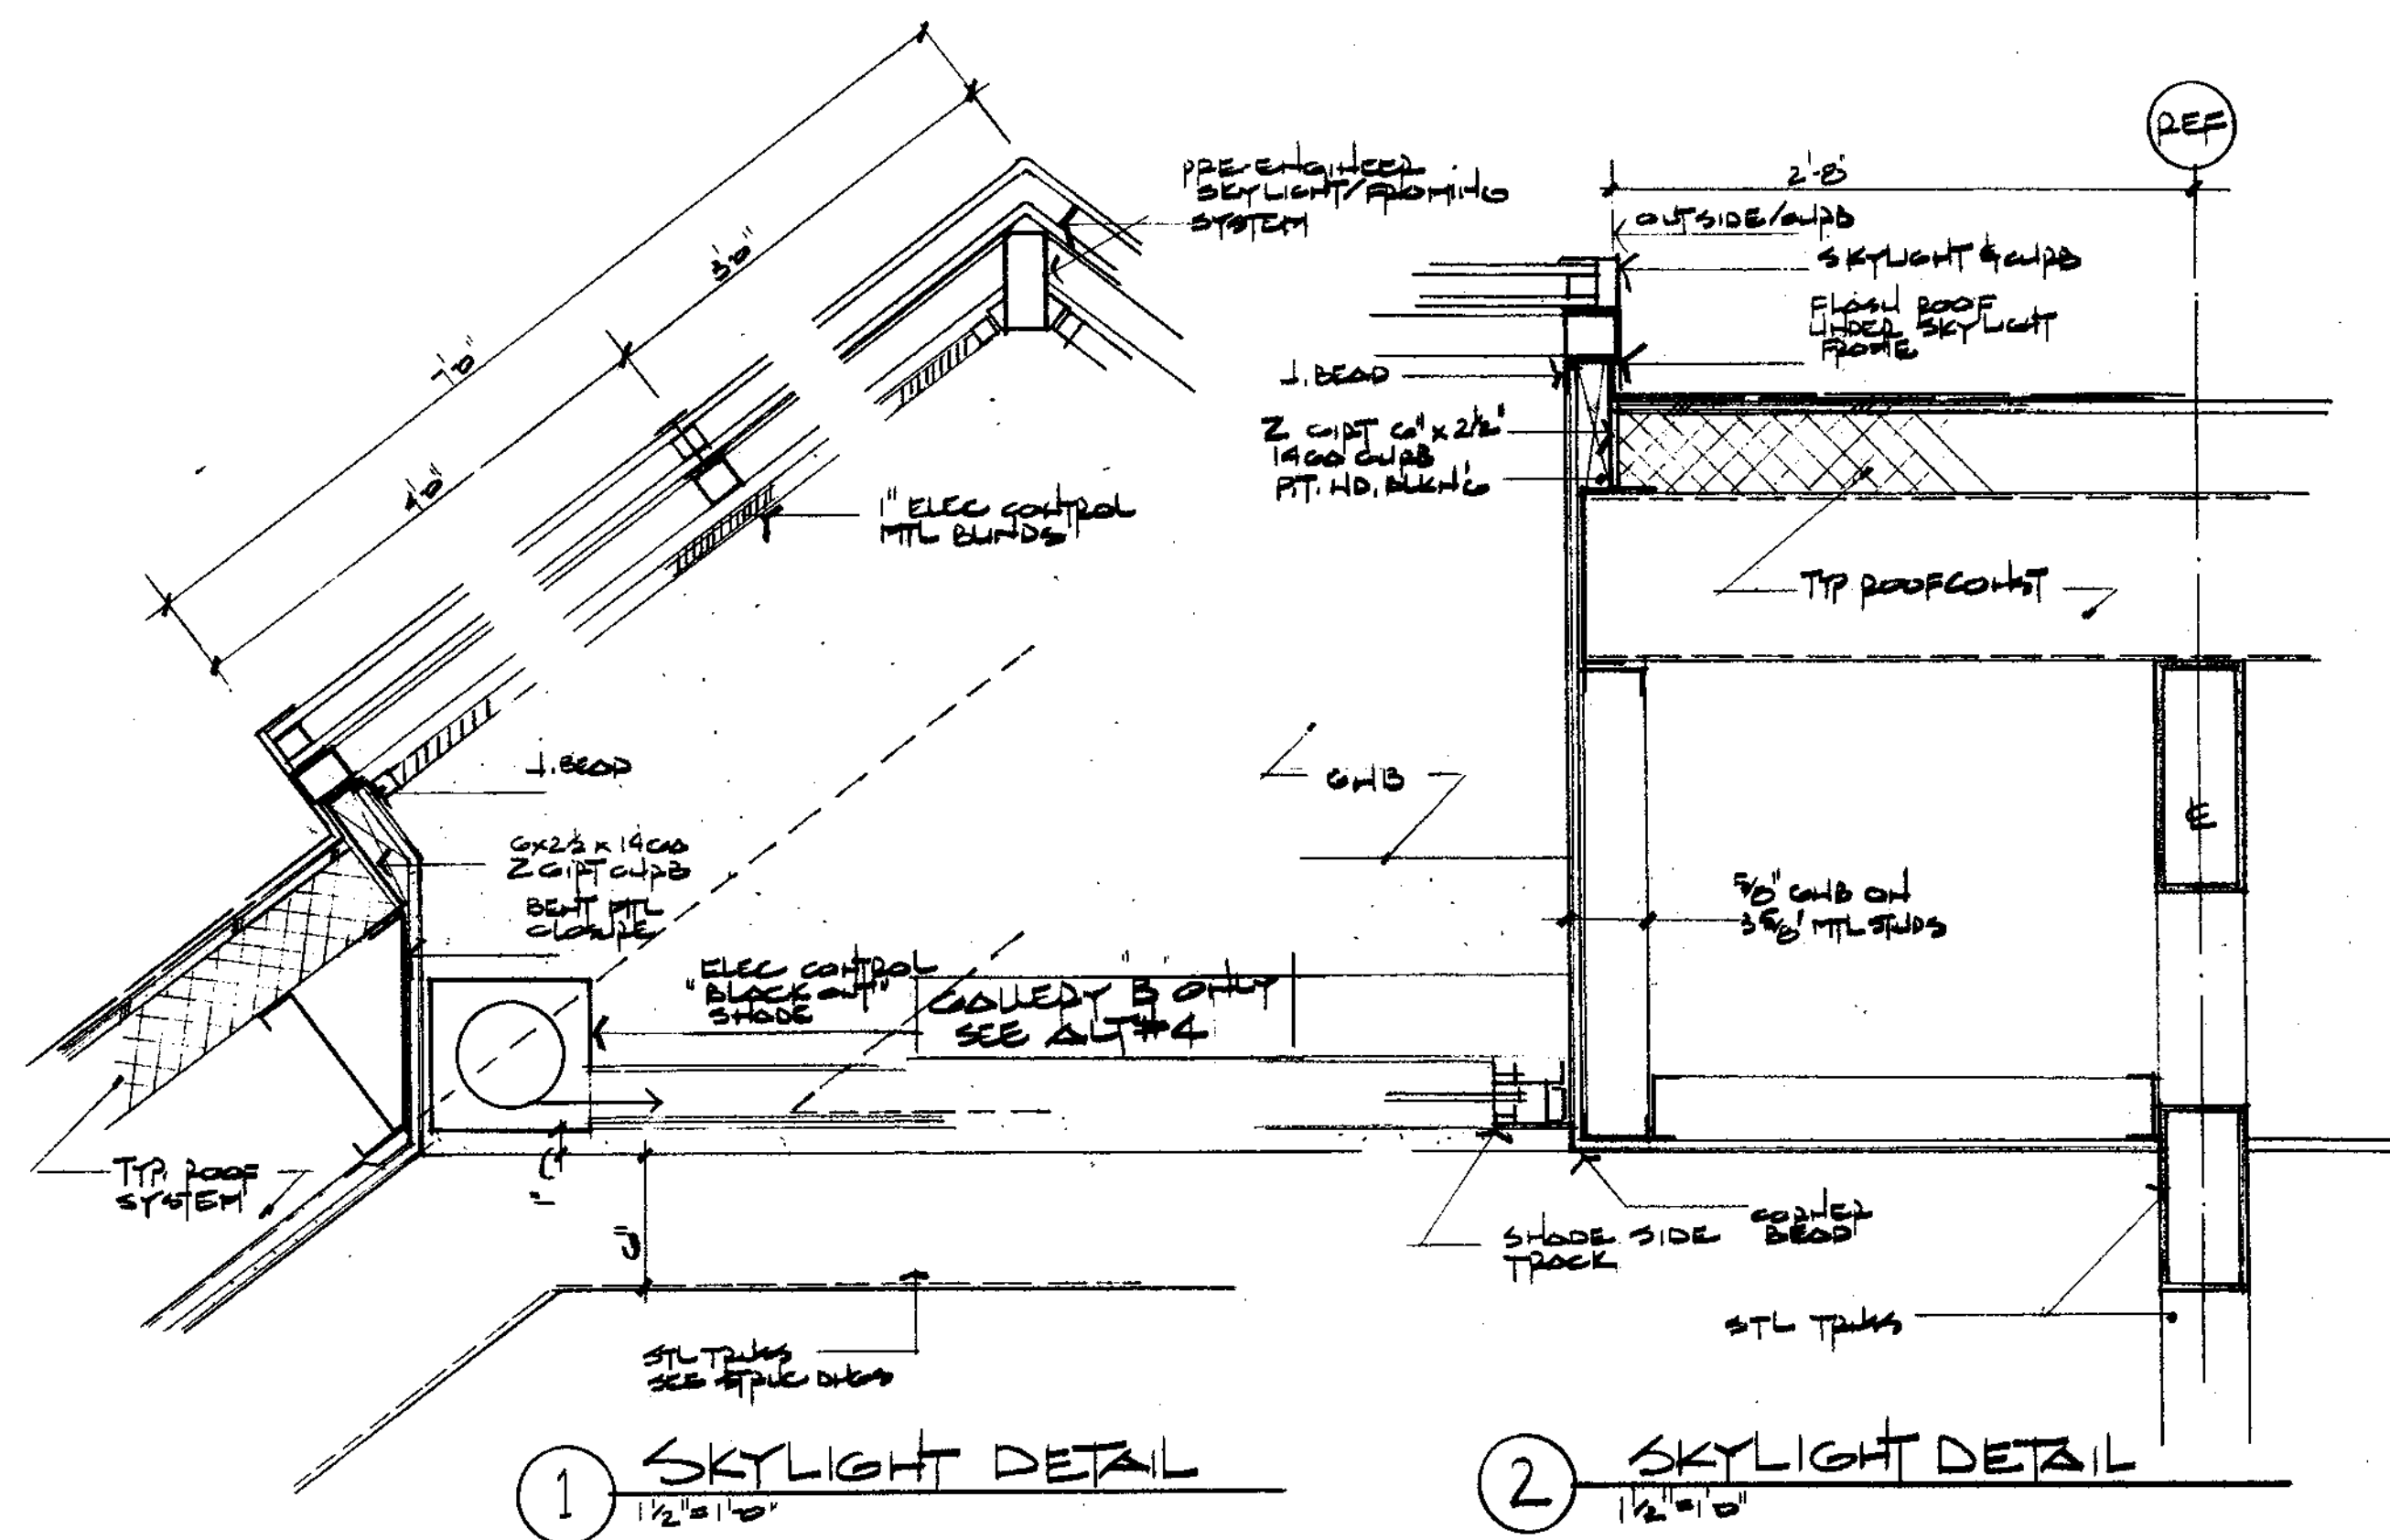 7'0"
3'0"
4'0"
PRE-ENGINEER
SKYLIGHT/FRAMING
SYSTEM
1" ELEC CONTROL
MTL BLINDS
J. BEAD
6x2½ x 14GA
Z GIRT CURB
BENT MTL
CLOSURE
ELEC CONTROL
"BLACK OUT"
SHADE
GALLERY "B" ONLY
SEE ALT #4
TYP. ROOF
SYSTEM
STL TRUSS
SEE STRUC DWGS
1
SKYLIGHT DETAIL
1½"=1'0"
REF
2'-8"
OUTSIDE/CURB
SKYLIGHT & CURB
FLASH ROOF
UNDER SKYLIGHT
FRAME
J. BEAD
Z GIRT 6" x 2½"
14GA CURB
P.T. WD. BLKN'G
TYP ROOF CONST
GWB
5/8" GWB ON
3 5/8" MTL STUDS
SHADE SIDE
TRACK
CORNER
BEAD
STL TRUSS
2
SKYLIGHT DETAIL
1½"=1'0"